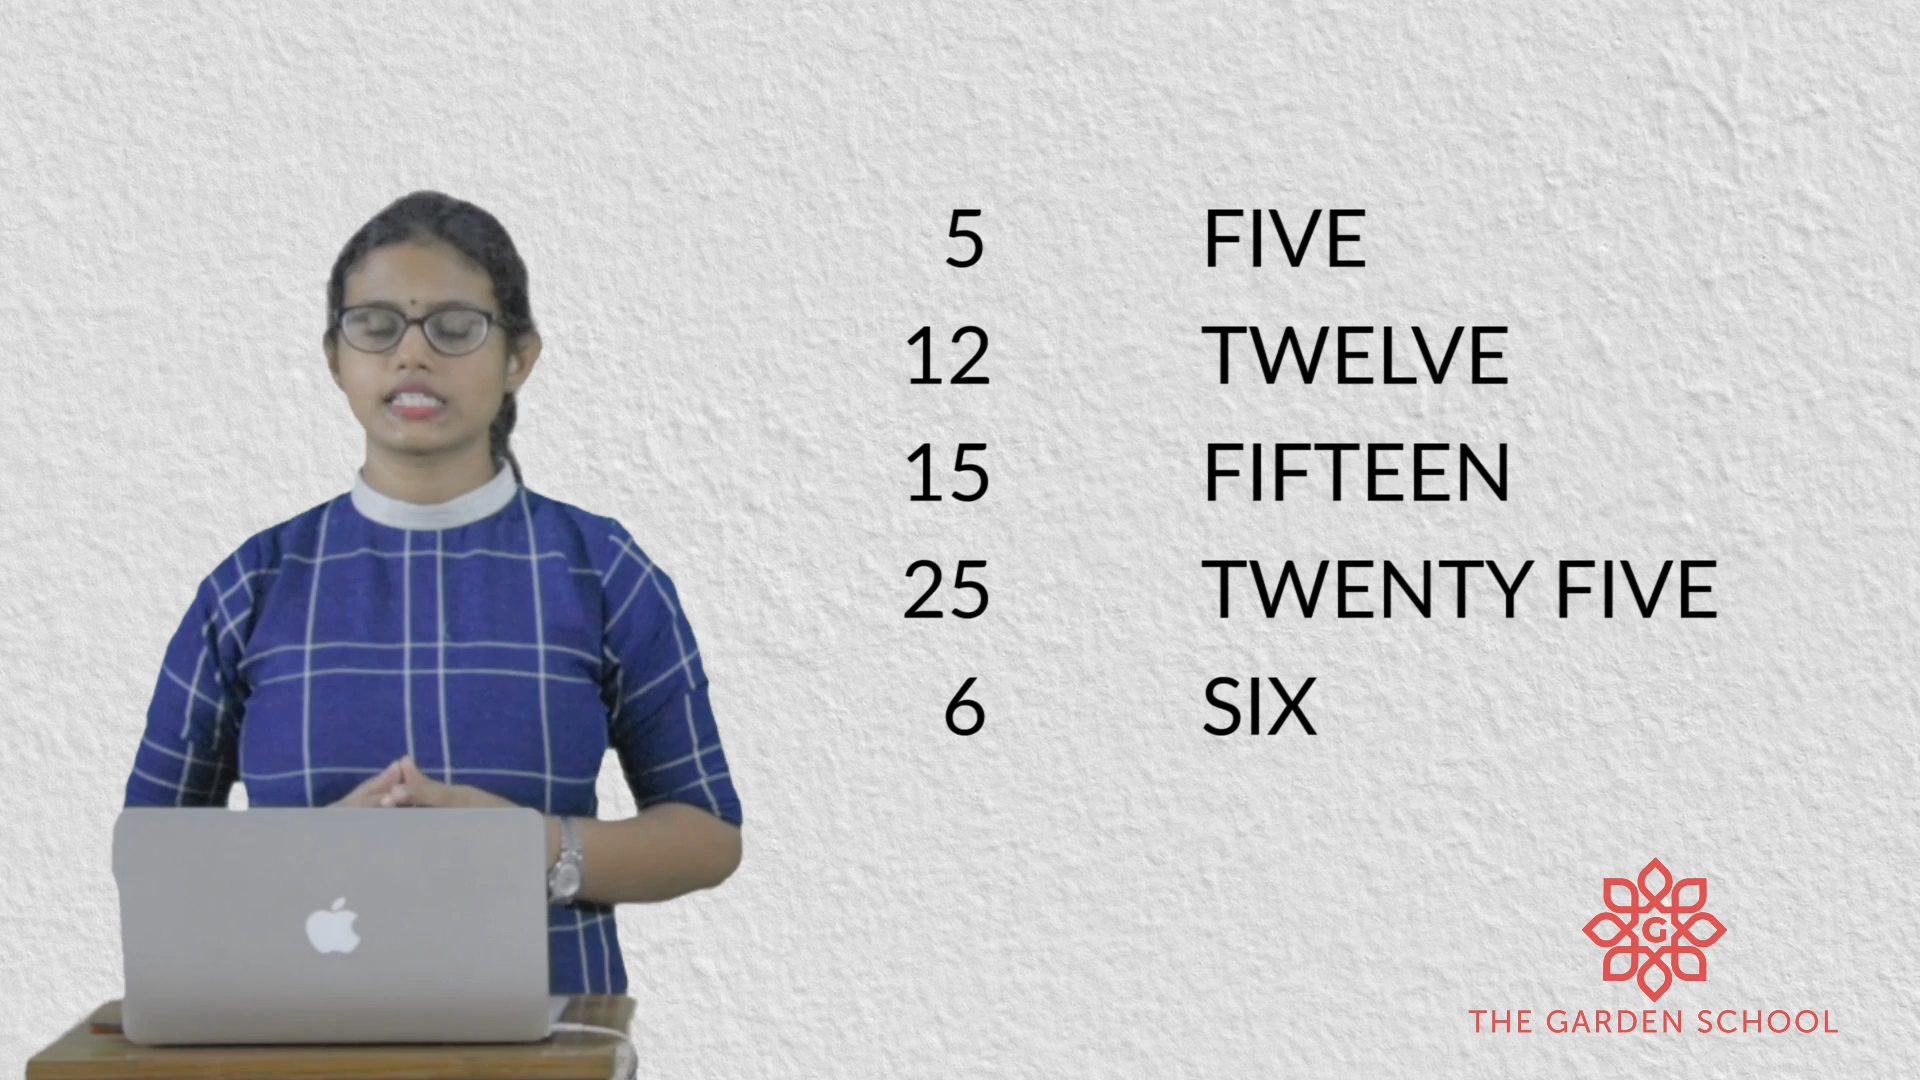 5 FIVE
12 TWELVE
15 FIFTEEN
25 TWENTY FIVE
6 SIX
G
THE GARDEN SCHOOL